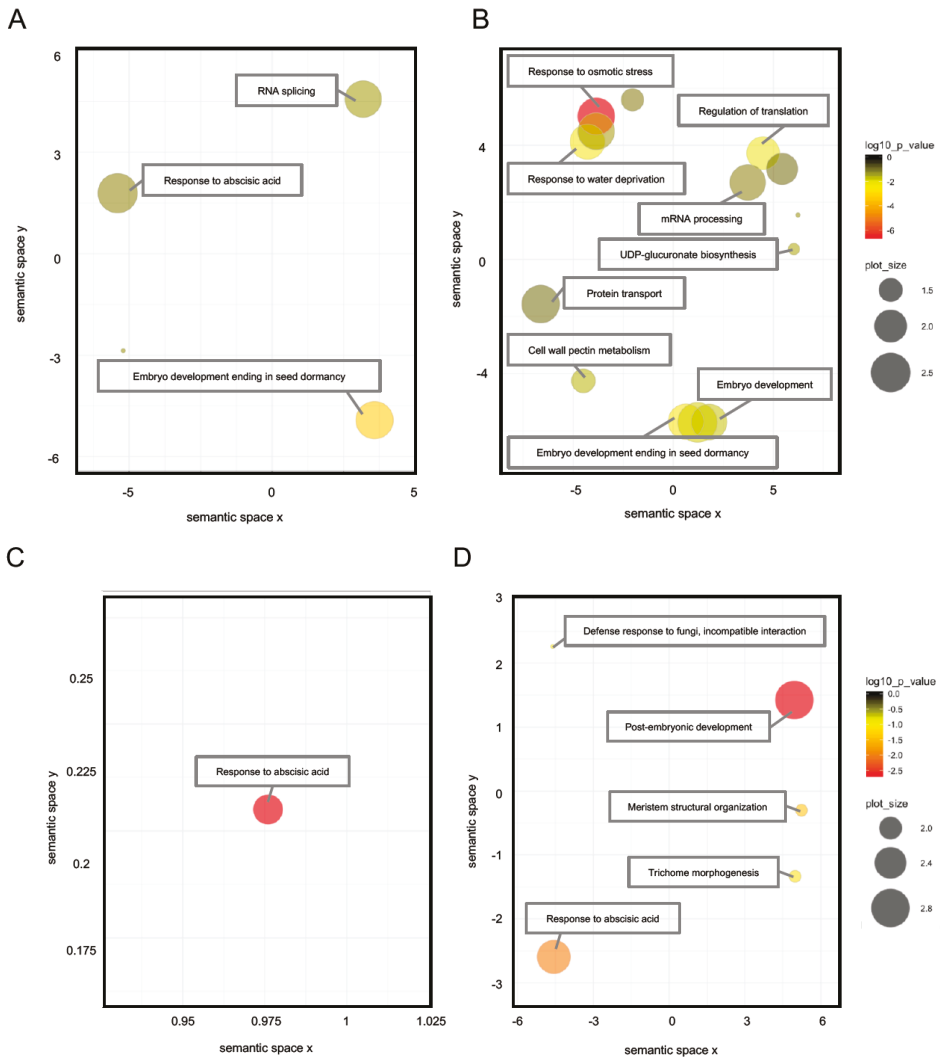 A
6
3
0
-3
-6
semantic space y
RNA splicing
Response to abscisic acid
Embryo development ending in seed dormancy
-5
0
5
semantic space x
B
4
0
-4
semantic space y
Response to osmotic stress
Regulation of translation
Response to water deprivation
mRNA processing
UDP-glucuronate biosynthesis
Protein transport
Cell wall pectin metabolism
Embryo development
Embryo development ending in seed dormancy
-5
0
5
semantic space x
log10_p_value
0
-2
-4
-6
plot_size
1.5
2.0
2.5
C
0.25
0.225
0.2
0.175
semantic space y
Response to abscisic acid
0.95
0.975
1
1.025
semantic space x
D
3
2
1
0
-1
-2
-3
semantic space y
Defense response to fungi, incompatible interaction
Post-embryonic development
Meristem structural organization
Trichome morphogenesis
Response to abscisic acid
-6
-3
0
3
6
semantic space x
log10_p_value
0.0
-0.5
-1.0
-1.5
-2.0
-2.5
plot_size
2.0
2.4
2.8